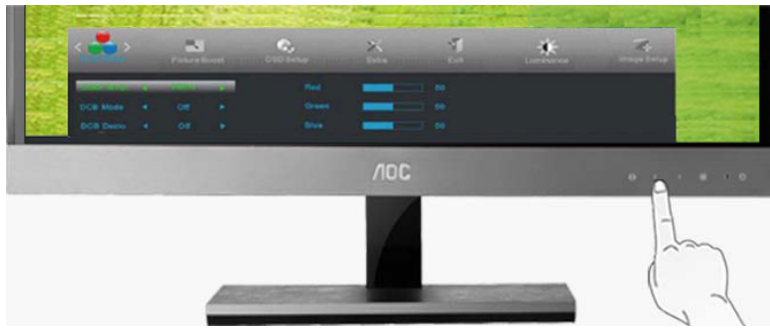 Picture Boost
OSD Setup
Extra
Exit
Luminance
Image Setup
Red 50
DCB Mode Off
Green 50
DCB Demo Off
Blue 50
AOC